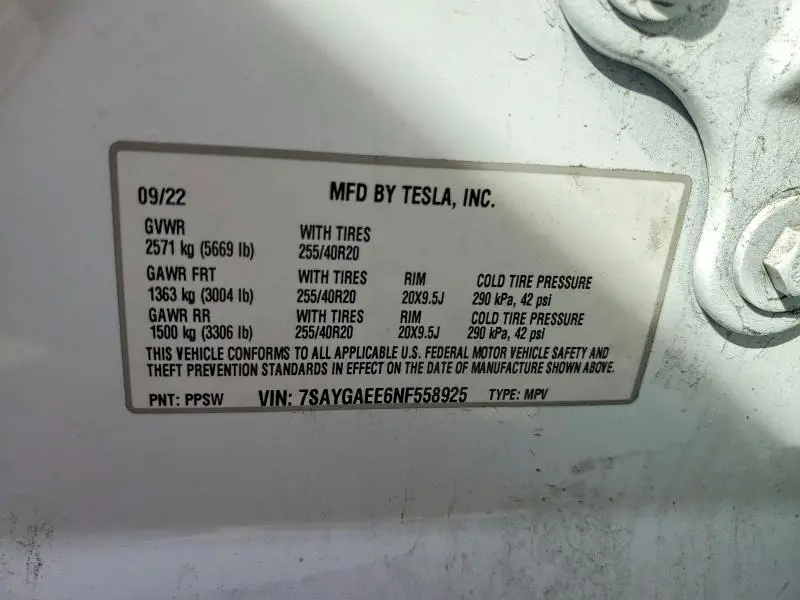 09/22 MFD BY TESLA, INC.
GVWR WITH TIRES
2571 kg (5669 lb) 255/40R20
GAWR FRT WITH TIRES RIM COLD TIRE PRESSURE
1363 kg (3004 lb) 255/40R20 20X9.5J 290 kPa, 42 psi
GAWR RR WITH TIRES RIM COLD TIRE PRESSURE
1500 kg (3306 lb) 255/40R20 20X9.5J 290 kPa, 42 psi
THIS VEHICLE CONFORMS TO ALL APPLICABLE U.S. FEDERAL MOTOR VEHICLE SAFETY AND
THEFT PREVENTION STANDARDS IN EFFECT ON THE DATE OF MANUFACTURE SHOWN ABOVE.
PNT: PPSW VIN: 7SAYGAEE6NF558925 TYPE: MPV